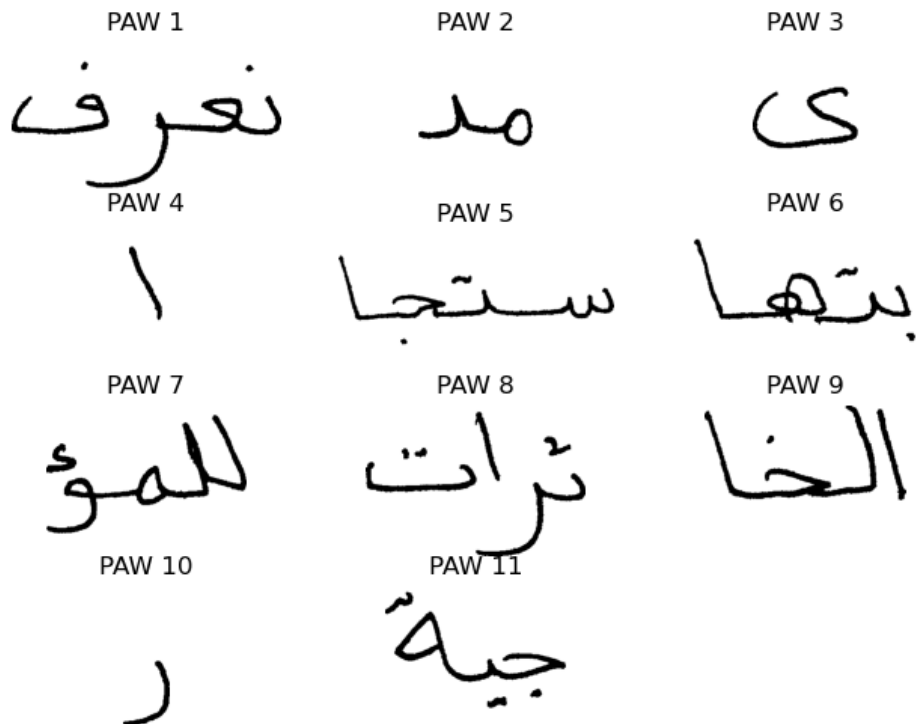 PAW 1 PAW 2 PAW 3
نعرف مد ى
PAW 4 PAW 5 PAW 6
ا ستجا بتها
PAW 7 PAW 8 PAW 9
للمؤ ثرات الخا
PAW 10 PAW 11
ر جية